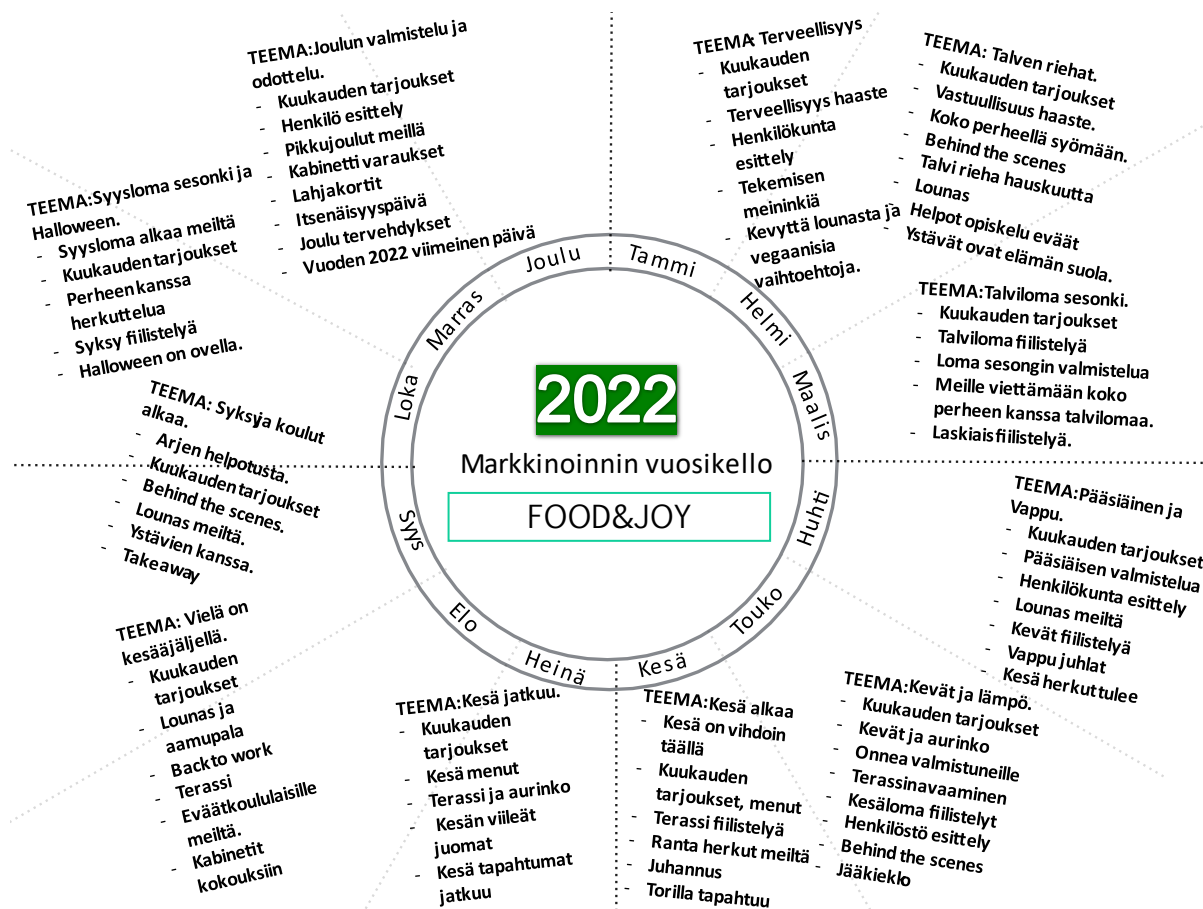 TEEMA: Terveellisyys
- Kuukauden
tarjoukset
- Terveellisyys haaste
- Henkilökunta
esittely
- Tekemisen
meininkiä
- Kevyttä lounasta ja
vegaanisia
vaihtoehtoja.
TEEMA: Talven riehat.
- Kuukauden tarjoukset
- Vastuullisuus haaste.
- Koko perheellä syömään.
- Behind the scenes
- Talvi rieha hauskuutta
- Lounas
- Helpot opiskelu eväät
- Ystävät ovat elämän suola.
TEEMA:Talviloma sesonki.
- Kuukauden tarjoukset
- Talviloma fiilistelyä
- Loma sesongin valmistelua
- Meille viettämään koko
perheen kanssa talvilomaa.
- Laskiaisfiilistelyä.
TEEMA:Pääsiäinen ja
Vappu.
- Kuukauden tarjoukset
- Pääsiäisen valmistelua
- Henkilökunta esittely
- Lounas meiltä
- Kevät fiilistelyä
- Vappu juhlat
- Kesä herkut tulee
TEEMA:Kevät ja lämpö.
- Kuukauden tarjoukset
- Kevät ja aurinko
- Onnea valmistuneille
- Terassinavaaminen
- Kesäloma fiilistelyt
- Henkilöstö esittely
- Behind the scenes
- Jääkiekko
TEEMA:Kesä alkaa
- Kesä on vihdoin
täällä
- Kuukauden
tarjoukset, menut
- Terassi fiilistelyä
- Ranta herkut meiltä
- Juhannus
- Torilla tapahtuu
TEEMA:Kesä jatkuu.
- Kuukauden
tarjoukset
- Kesä menut
- Terassi ja aurinko
- Kesän viileät
juomat
- Kesä tapahtumat
jatkuu
TEEMA: Vielä on
kesääjäljellä.
- Kuukauden
tarjoukset
- Lounas ja
aamupala
- Back to work
- Terassi
- Eväät koululaisille
meiltä.
- Kabinetit
kokouksiin
TEEMA: Syksyja koulut
alkaa.
- Arjen helpotusta.
- Kuukauden tarjoukset
- Behind the scenes.
- Lounas meiltä.
- Ystävien kanssa.
- Takeaway
TEEMA:Syysloma sesonki ja
Halloween.
- Syysloma alkaa meiltä
- Kuukauden tarjoukset
- Perheen kanssa
herkuttelua
- Syksy fiilistelyä
- Halloween on ovella.
TEEMA:Joulun valmistelu ja
odottelu.
- Kuukauden tarjoukset
- Henkilö esittely
- Pikkujoulut meillä
- Kabinetti varaukset
- Lahjakortit
- Itsenäisyyspäivä
- Joulu tervehdykset
- Vuoden 2022 viimeinen päivä
Tammi
Helmi
Maalis
Huhti
Touko
Kesä
Heinä
Elo
Syys
Loka
Marras
Joulu
2022
Markkinoinnin vuosikello
FOOD&JOY